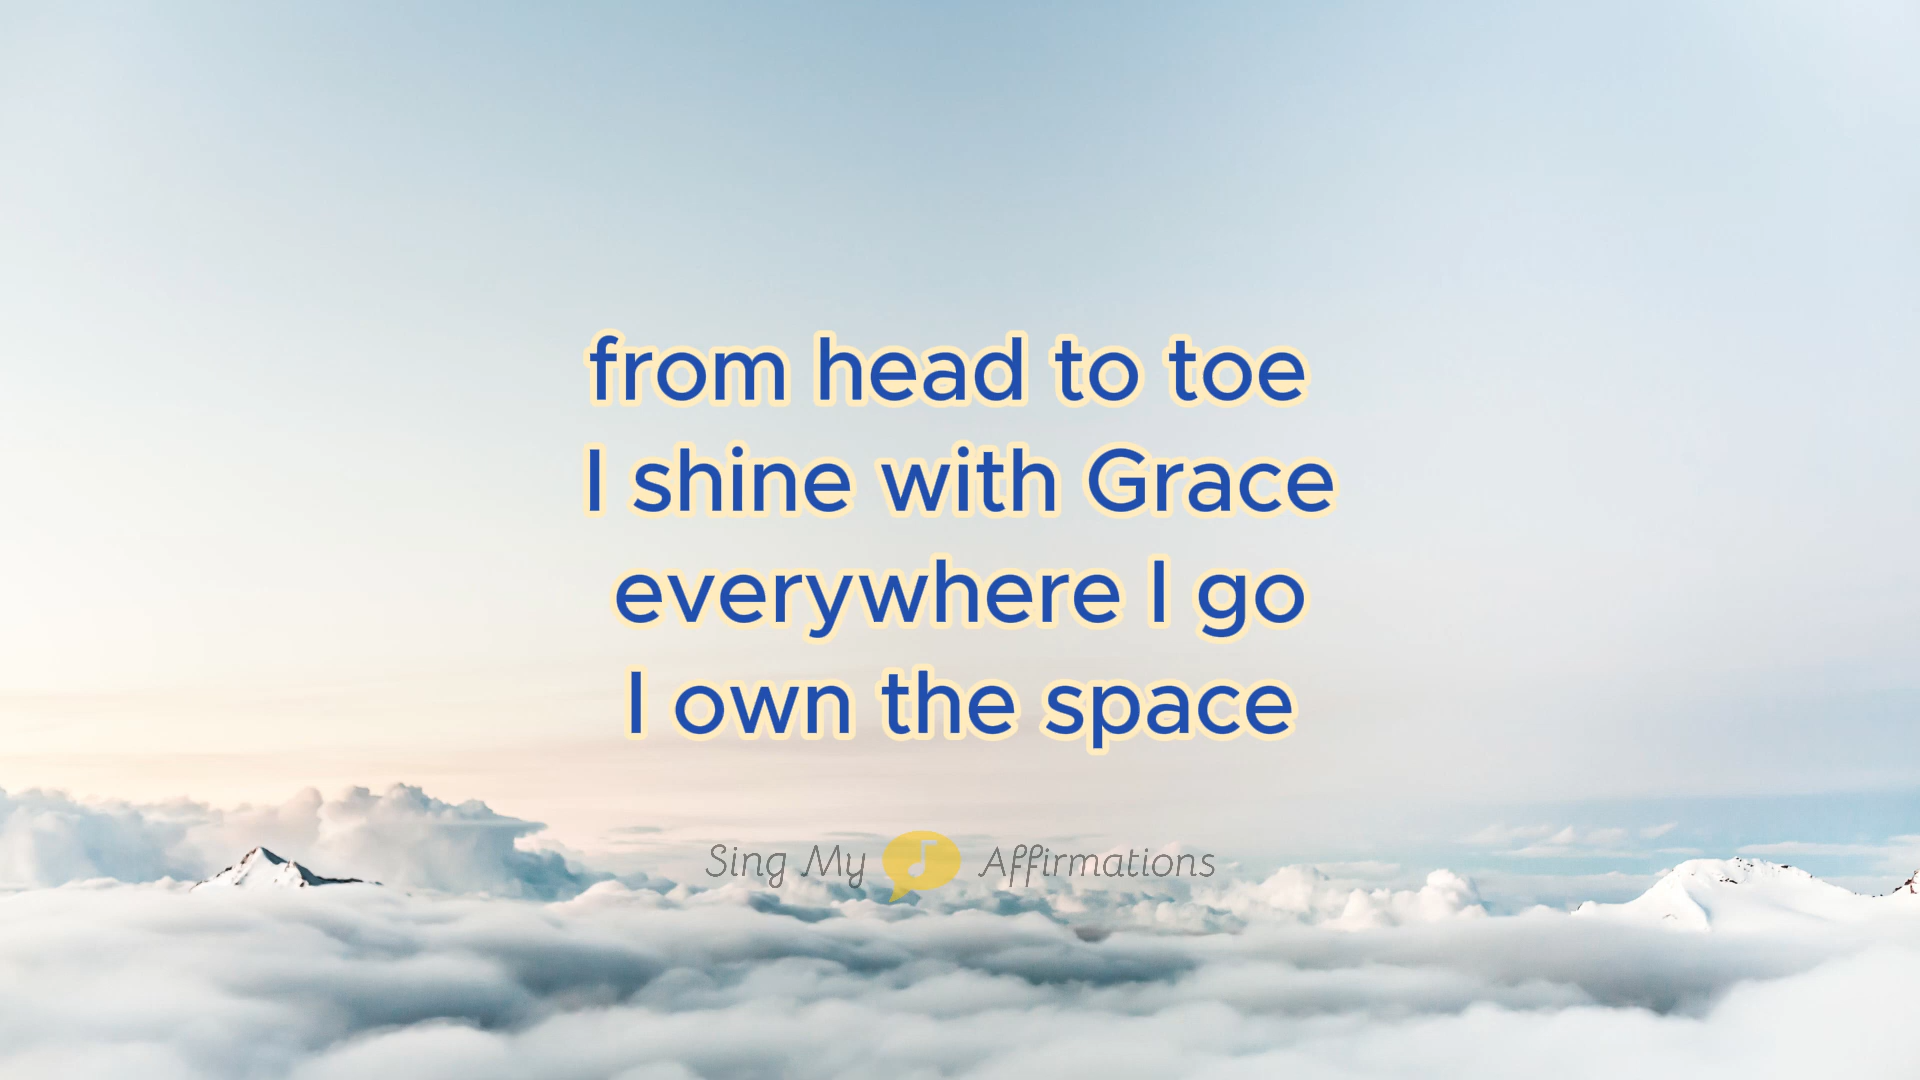 from head to toe
I shine with Grace
everywhere I go
I own the space
Sing My Affirmations